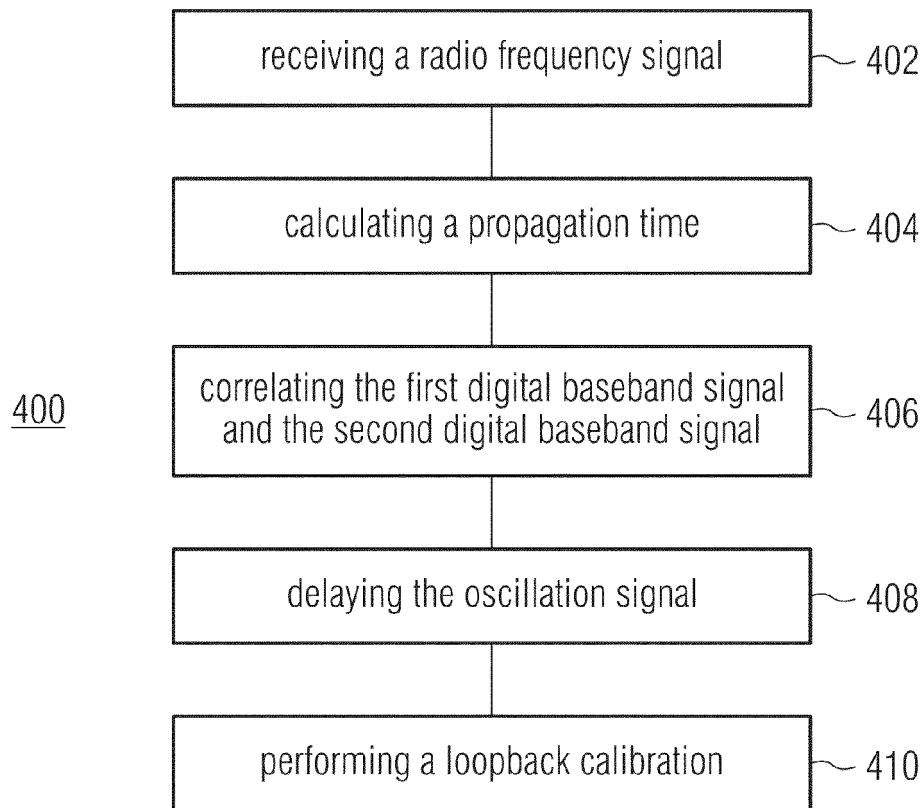 receiving a radio frequency signal 402
calculating a propagation time 404
400
correlating the first digital baseband signal
and the second digital baseband signal 406
delaying the oscillation signal 408
performing a loopback calibration 410